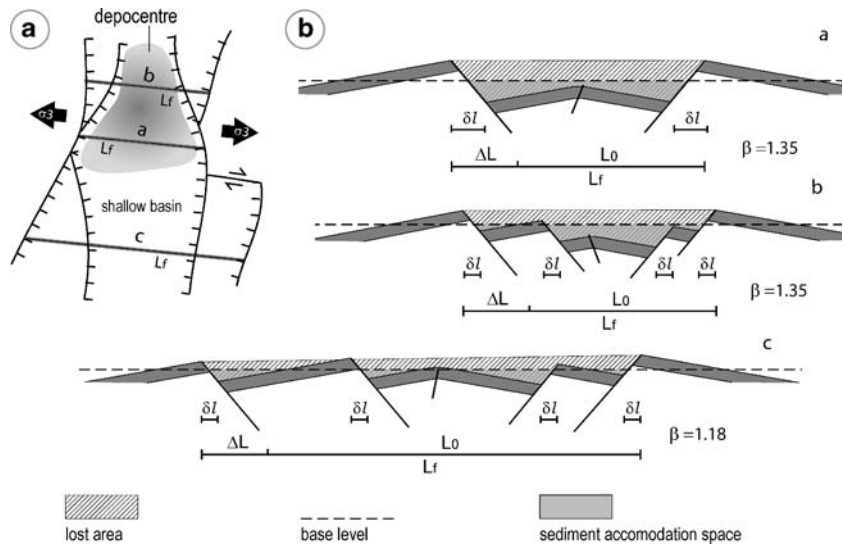 a
depocentre
b
Lf
σ3
a
σ3
Lf
shallow basin
c
Lf
b
a
δl
δl
ΔL
L0
Lf
β=1.35
b
δl
δl
δl
δl
ΔL
L0
Lf
β=1.35
c
δl
δl
δl
δl
ΔL
L0
Lf
β=1.18
lost area
base level
sediment accomodation space